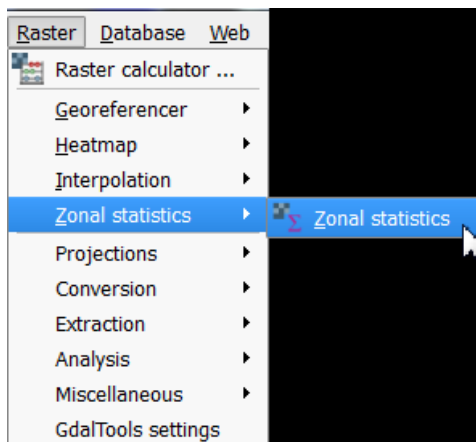 Raster Database Web
Raster calculator ...
Georeferencer
Heatmap
Interpolation
Zonal statistics
Zonal statistics
Projections
Conversion
Extraction
Analysis
Miscellaneous
GdalTools settings